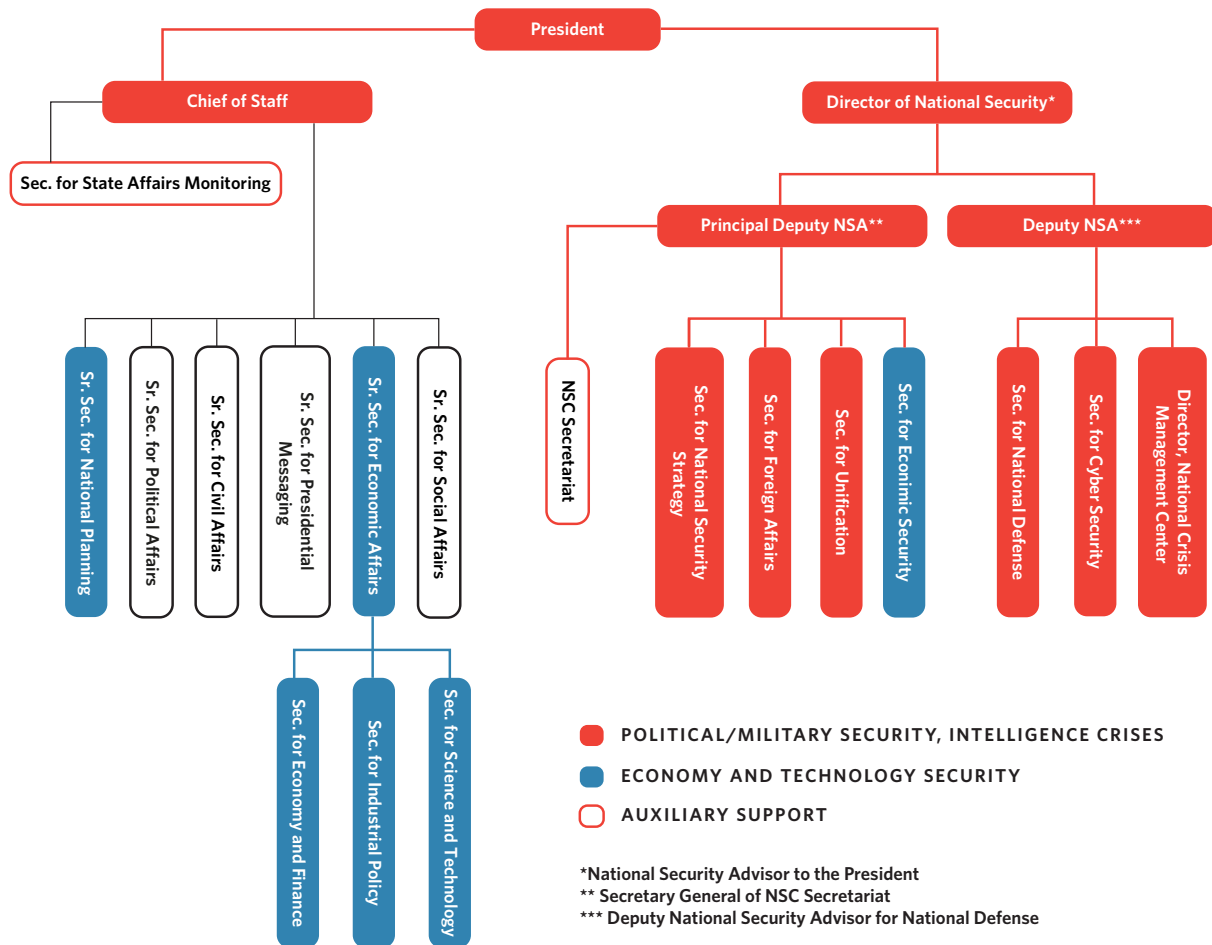 President
Chief of Staff
Director of National Security*
Sec. for State Affairs Monitoring
Principal Deputy NSA**
Deputy NSA***
Sr. Sec. for National Planning
Sr. Sec. for Political Affairs
Sr. Sec. for Civil Affairs
Sr. Sec. for Presidential
Messaging
Sr. Sec. for Economic Affairs
Sr. Sec. for Social Affairs
NSC Secretariat
Sec. for National Security
Strategy
Sec. for Foreign Affairs
Sec. for Unification
Sec. for Econimic Security
Sec. for National Defense
Sec. for Cyber Security
Director, National Crisis
Management Center
Sec. for Economy and Finance
Sec. for Industrial Policy
Sec. for Science and Technology
POLITICAL/MILITARY SECURITY, INTELLIGENCE CRISES
ECONOMY AND TECHNOLOGY SECURITY
AUXILIARY SUPPORT
*National Security Advisor to the President
** Secretary General of NSC Secretariat
*** Deputy National Security Advisor for National Defense